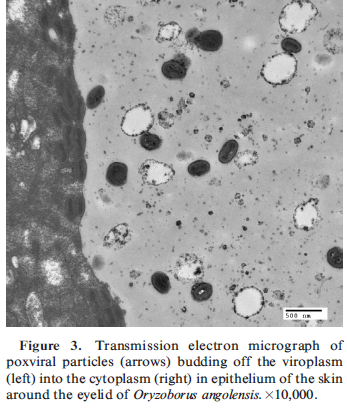 500 nm
Figure 3. Transmission electron micrograph of
poxviral particles (arrows) budding off the viroplasm
(left) into the cytoplasm (right) in epithelium of the skin
around the eyelid of Oryzoborus angolensis. ×10,000.